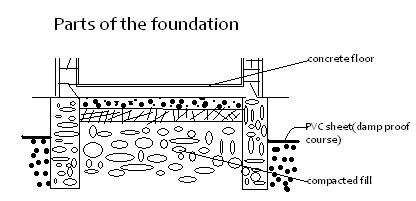 Parts of the foundation
concrete floor
PVC sheet(damp proof
course)
compacted fill